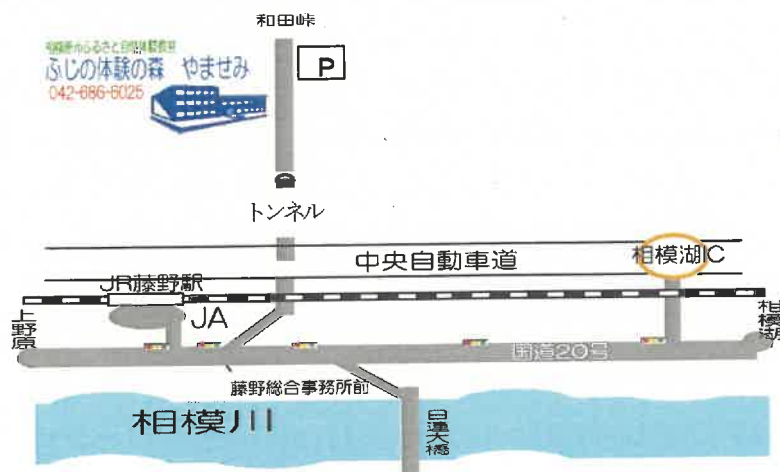 和田峠
P
相模原市ふるさと自然体験教室
ふじの体験の森 やませみ
042-686-6025
トンネル
中央自動車道
相模湖IC
JR藤野駅
JA
上野原
相模湖
国道20号
藤野総合事務所前
相模川
日連大橋